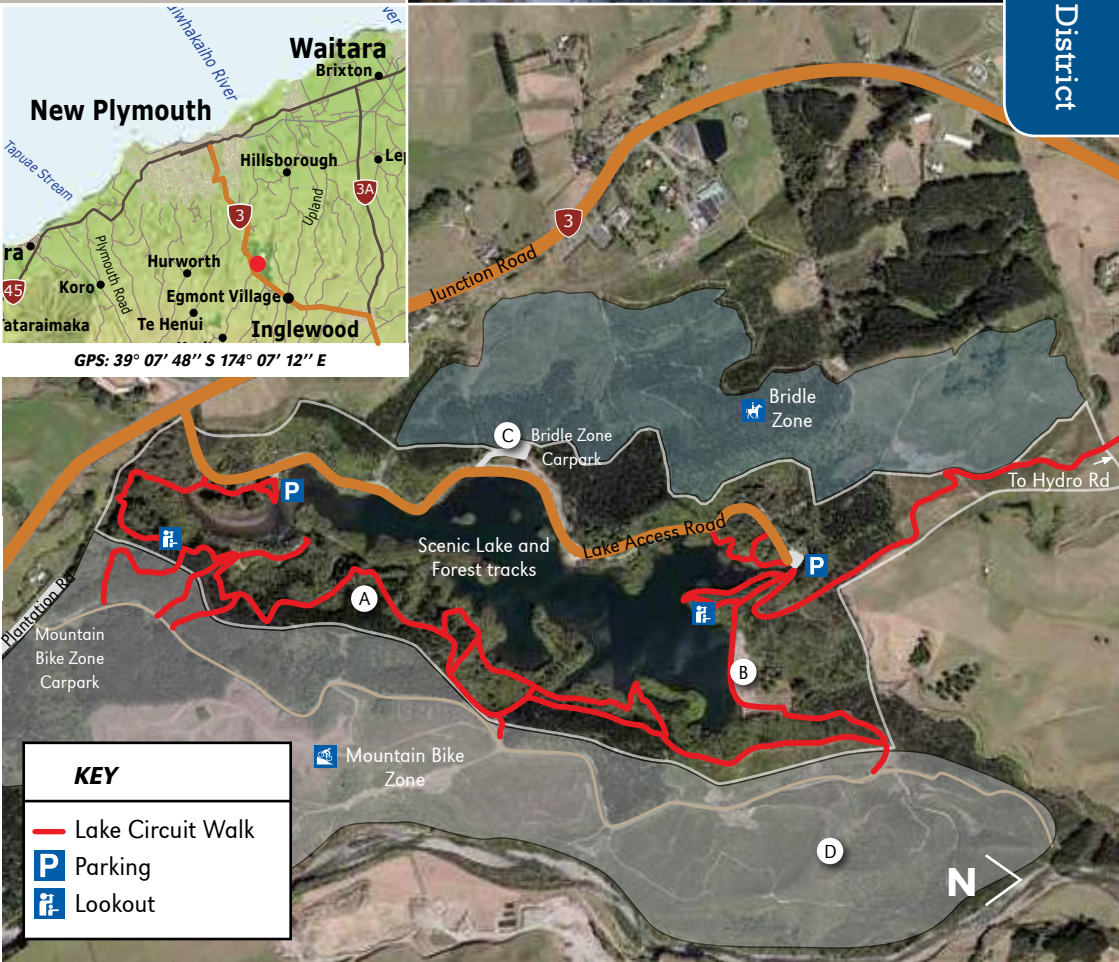 District
Waitara
Brixton
New Plymouth
Tapuae Stream
Hillsborough
3A
3
Upland
Plymouth Road
Hurworth
45
Koro
Egmont Village
Te Henui
Inglewood
GPS: 39° 07’ 48’’ S 174° 07’ 12’’ E
3
Junction Road
Bridle
Zone
C
Bridle Zone
Carpark
To Hydro Rd
P
Lake Access Road
Scenic Lake and
Forest tracks
P
A
Plantation Rd
Mountain
Bike Zone
Carpark
B
Mountain Bike
Zone
D
N
KEY
Lake Circuit Walk
P Parking
Lookout